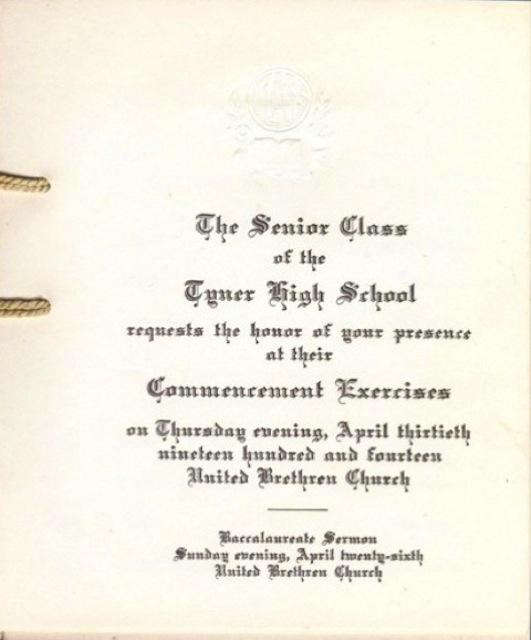 The Senior Class
of the
Tyner High School
requests the honor of your presence
at their
Commencement Exercises
on Thursday evening, April thirtieth
nineteen hundred and fourteen
United Brethren Church
Baccalaureate Sermon
Sunday evening, April twenty-sixth
United Brethren Church